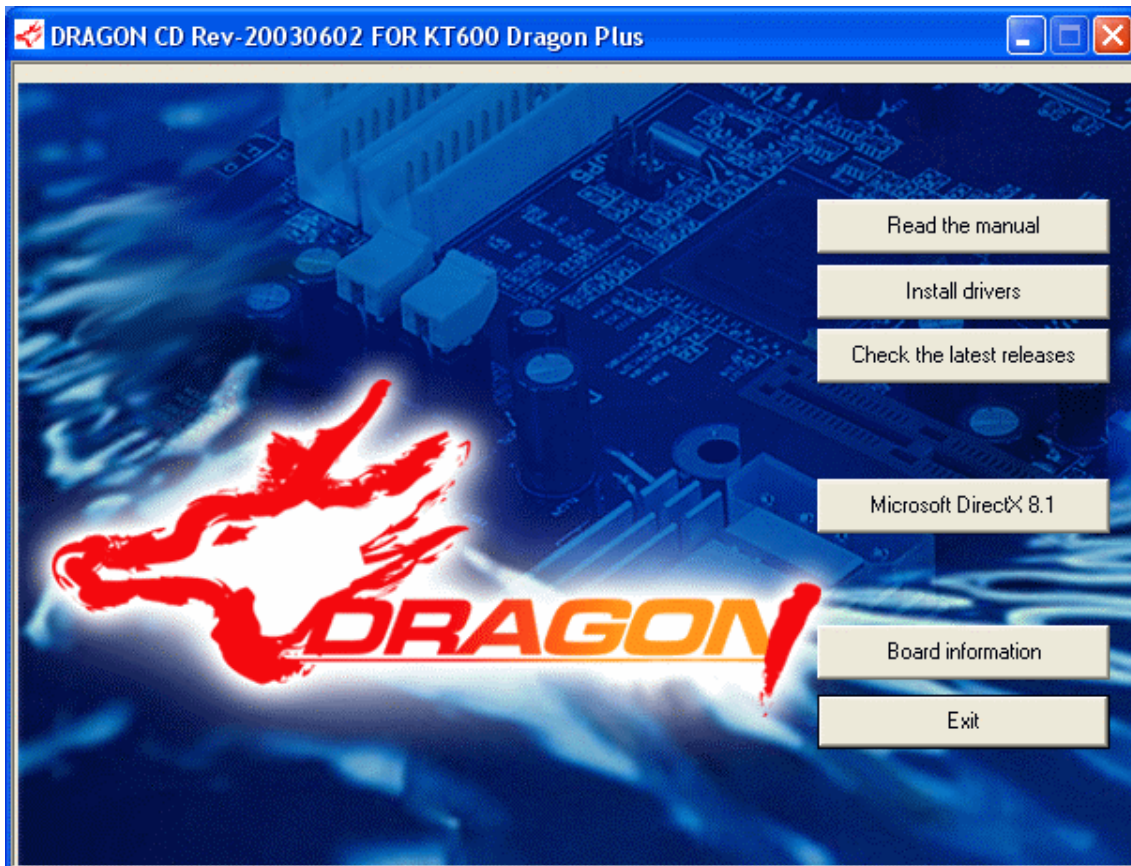 DRAGON CD Rev-20030602 FOR KT600 Dragon Plus
Read the manual
Install drivers
Check the latest releases
Microsoft DirectX 8.1
DRAGON
Board information
Exit